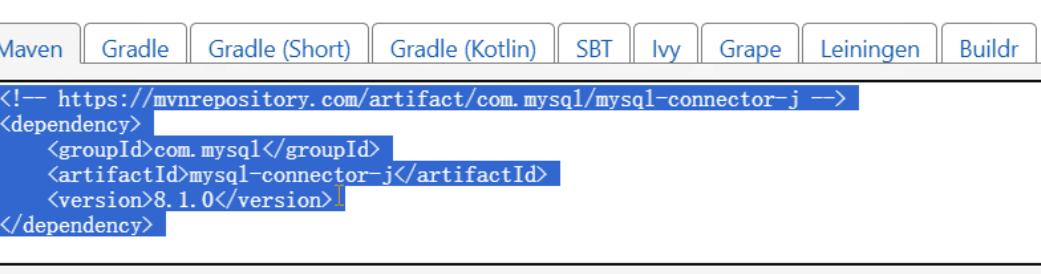 Maven Gradle Gradle (Short) Gradle (Kotlin) SBT Ivy Grape Leiningen Buildr
<!-- https://mvnrepository.com/artifact/com.mysql/mysql-connector-j -->
<dependency>
    <groupId>com.mysql</groupId>
    <artifactId>mysql-connector-j</artifactId>
    <version>8.1.0</version>
</dependency>